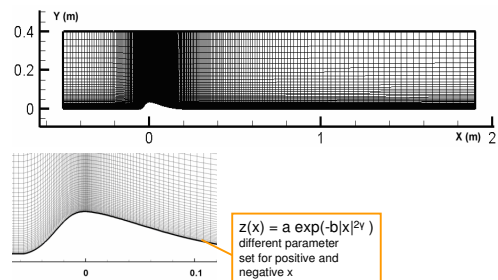 Y (m)
0.4
0.2
0
0
1
2
X (m)
0
0.1
z(x) = a exp(-b|x|²ᵞ )
different parameter
set for positive and
negative x